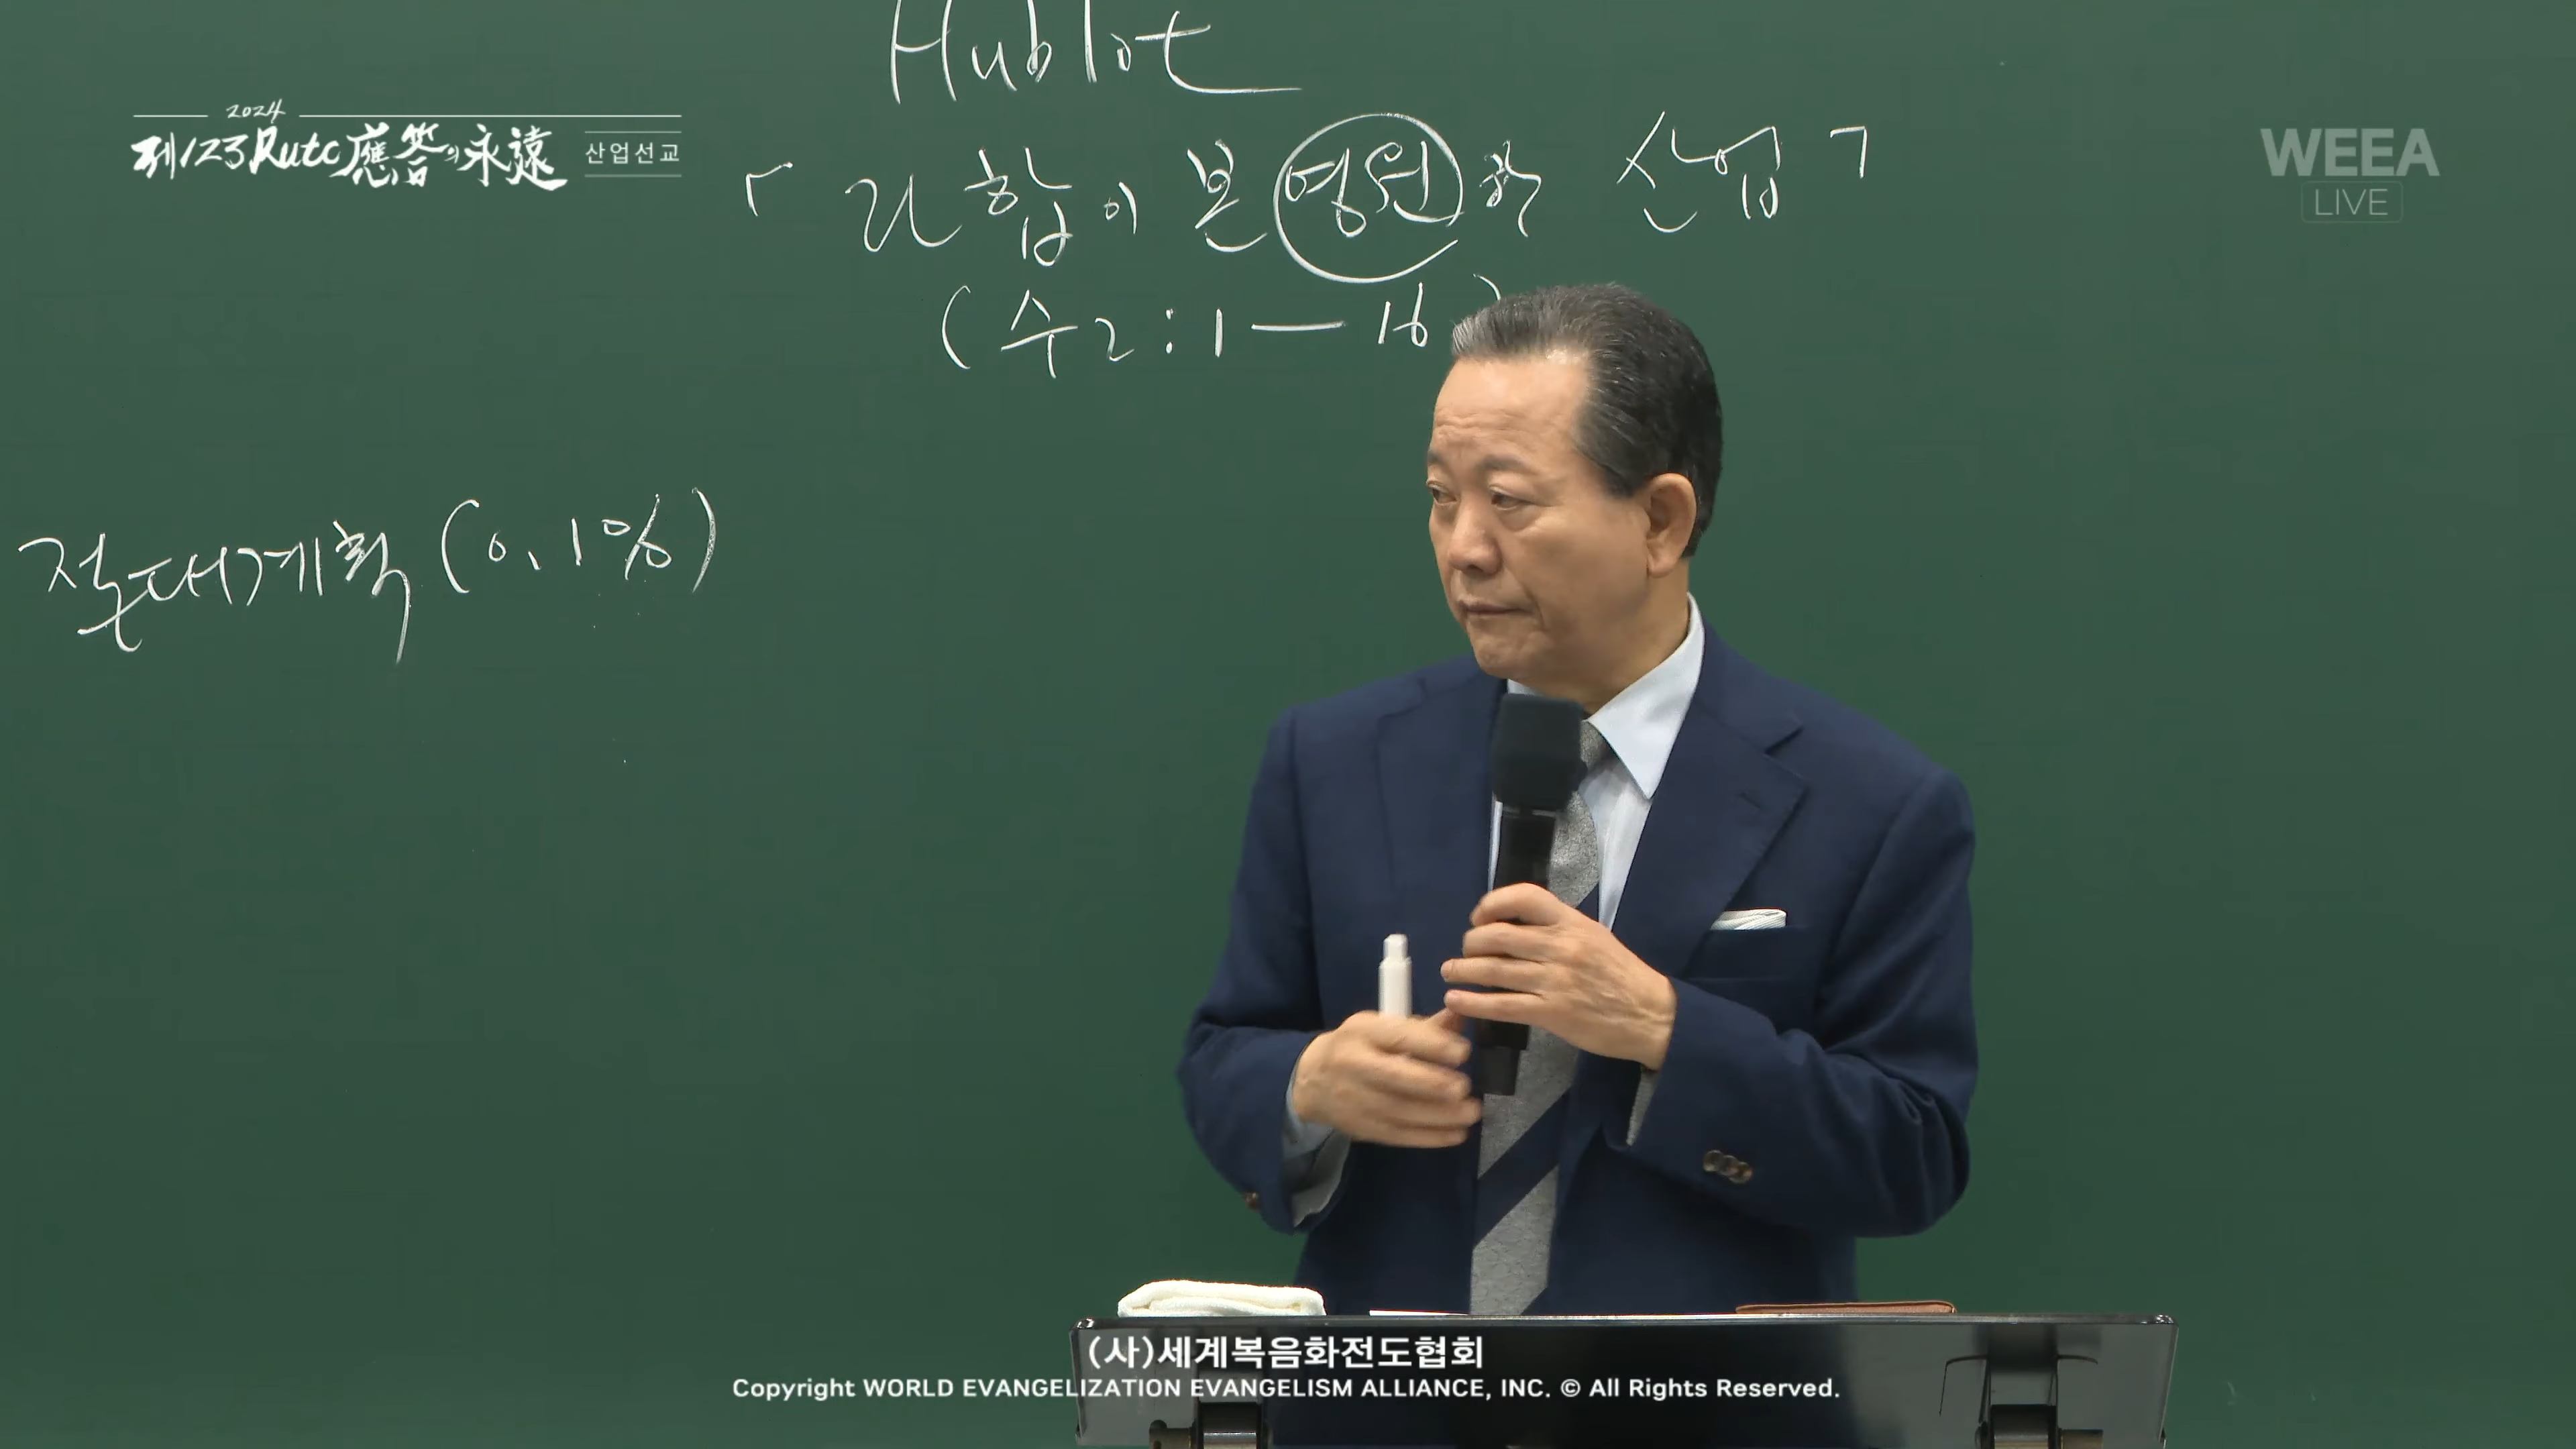 Hublot
2024
제123차 Rutc 應答의 永遠 산업선교
WEEA
LIVE
「라합이 본 영원한 산업」
(수2:1—16)
절대계획 (0.1%)
(사)세계복음화전도협회
Copyright WORLD EVANGELIZATION EVANGELISM ALLIANCE, INC. © All Rights Reserved.